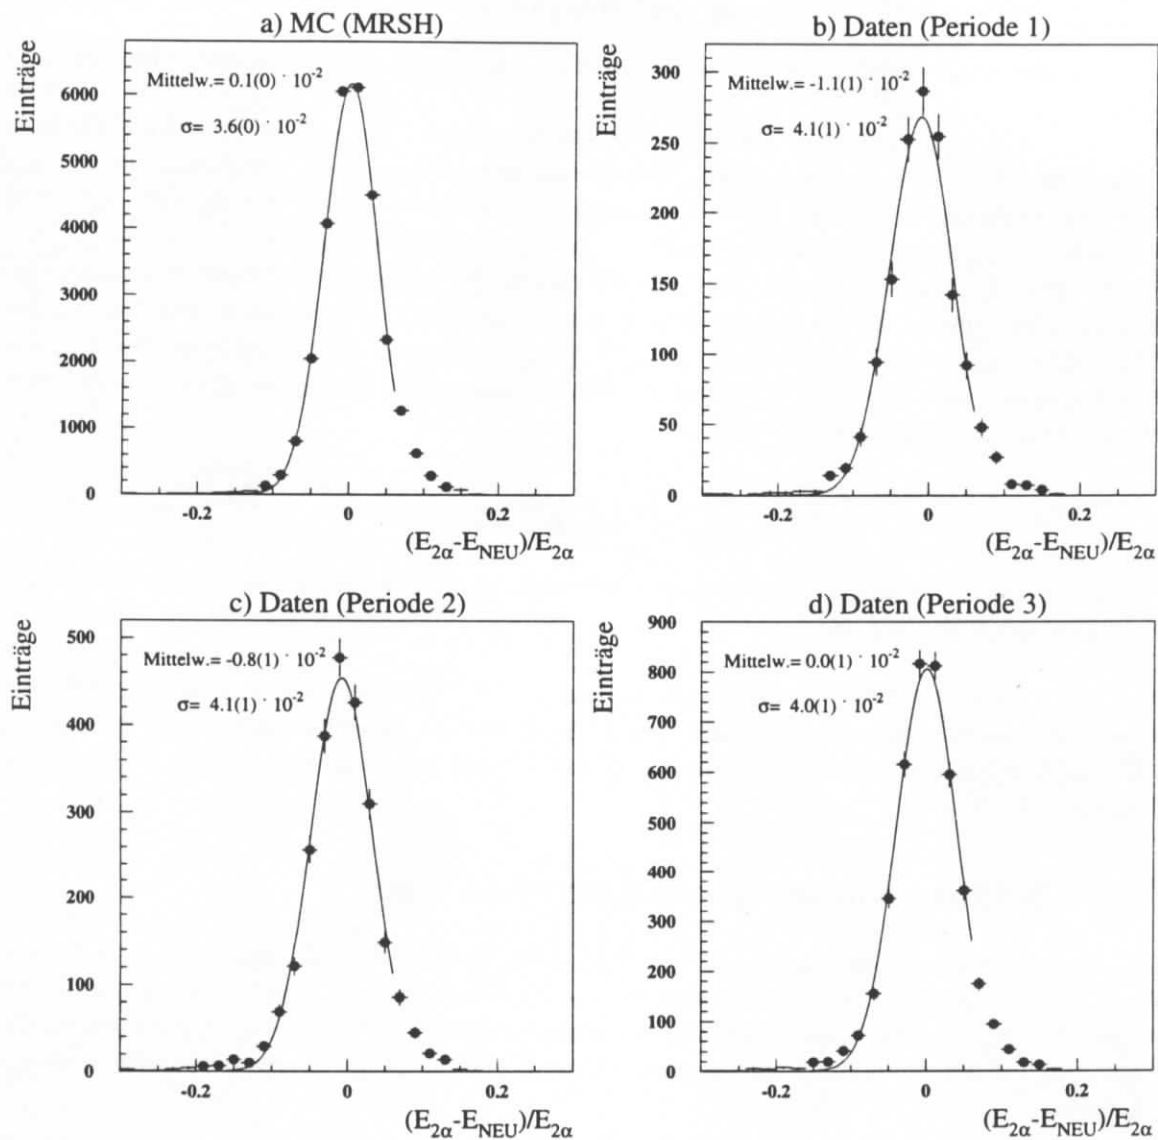 a) MC (MRSH)
Einträge
Mittelw.= 0.1(0) · 10⁻²
σ= 3.6(0) · 10⁻²
6000
5000
4000
3000
2000
1000
0
-0.2 0 0.2
(E₂α-E_NEU)/E₂α
b) Daten (Periode 1)
Einträge
Mittelw.= -1.1(1) · 10⁻²
σ= 4.1(1) · 10⁻²
300
250
200
150
100
50
0
-0.2 0 0.2
(E₂α-E_NEU)/E₂α
c) Daten (Periode 2)
Einträge
Mittelw.= -0.8(1) · 10⁻²
σ= 4.1(1) · 10⁻²
500
400
300
200
100
0
-0.2 0 0.2
(E₂α-E_NEU)/E₂α
d) Daten (Periode 3)
Einträge
Mittelw.= 0.0(1) · 10⁻²
σ= 4.0(1) · 10⁻²
900
800
700
600
500
400
300
200
100
0
-0.2 0 0.2
(E₂α-E_NEU)/E₂α